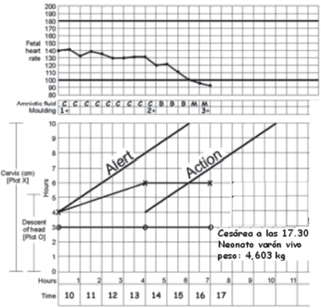 200
190
180
170
160
150
140
130
120
110
100
90
80
Fetal
heart
rate
Amniotic fluid C C C C C C C C B B B M M
Moulding 1+ 2+ 3+
10
9
8
7
6
5
4
3
2
1
0
Alert
Action
Cervix (cm)
[Plot X]
Hours
Descent
of head
[Plot O]
Cesárea a las 17.30
Neonato varón vivo
peso: 4,603 kg
Hours 1 2 3 4 5 6 7 8 9 10 11
Time 10 11 12 13 14 15 16 17